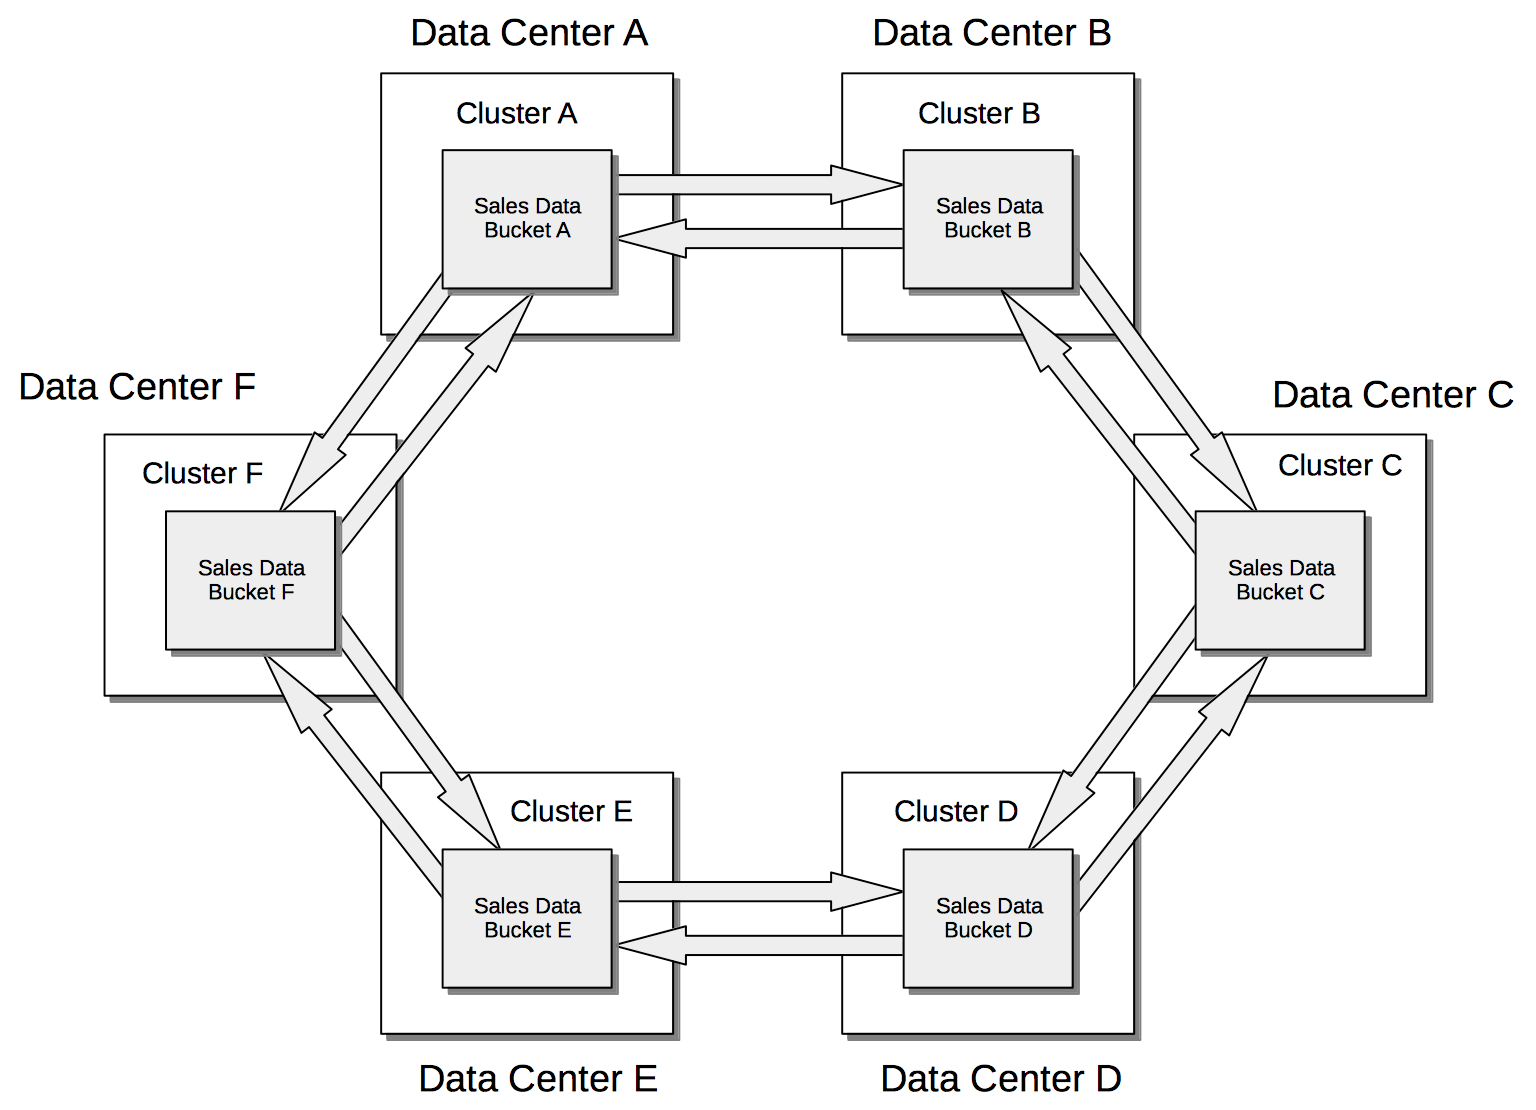 Data Center A
Data Center B
Cluster A
Cluster B
Sales Data
Bucket A
Sales Data
Bucket B
Data Center F
Data Center C
Cluster F
Cluster C
Sales Data
Bucket F
Sales Data
Bucket C
Cluster E
Cluster D
Sales Data
Bucket E
Sales Data
Bucket D
Data Center E
Data Center D